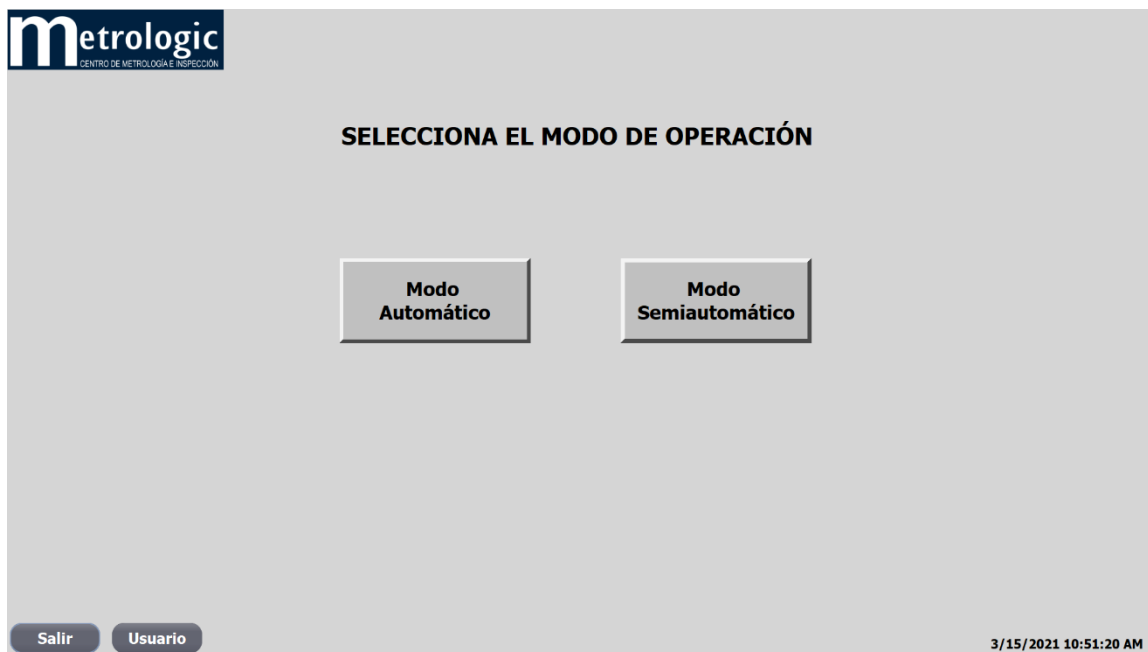 metrologic
CENTRO DE METROLOGÍA E INSPECCIÓN
SELECCIONA EL MODO DE OPERACIÓN
Modo
Automático
Modo
Semiautomático
Salir
Usuario
3/15/2021 10:51:20 AM